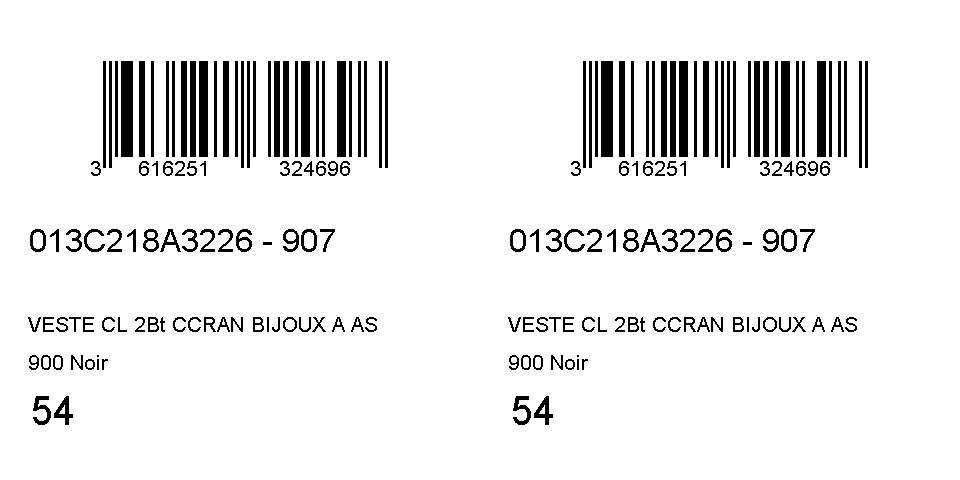 3 616251 324696
013C218A3226 - 907
VESTE CL 2Bt CCRAN BIJOUX A AS
900 Noir
54
3 616251 324696
013C218A3226 - 907
VESTE CL 2Bt CCRAN BIJOUX A AS
900 Noir
54